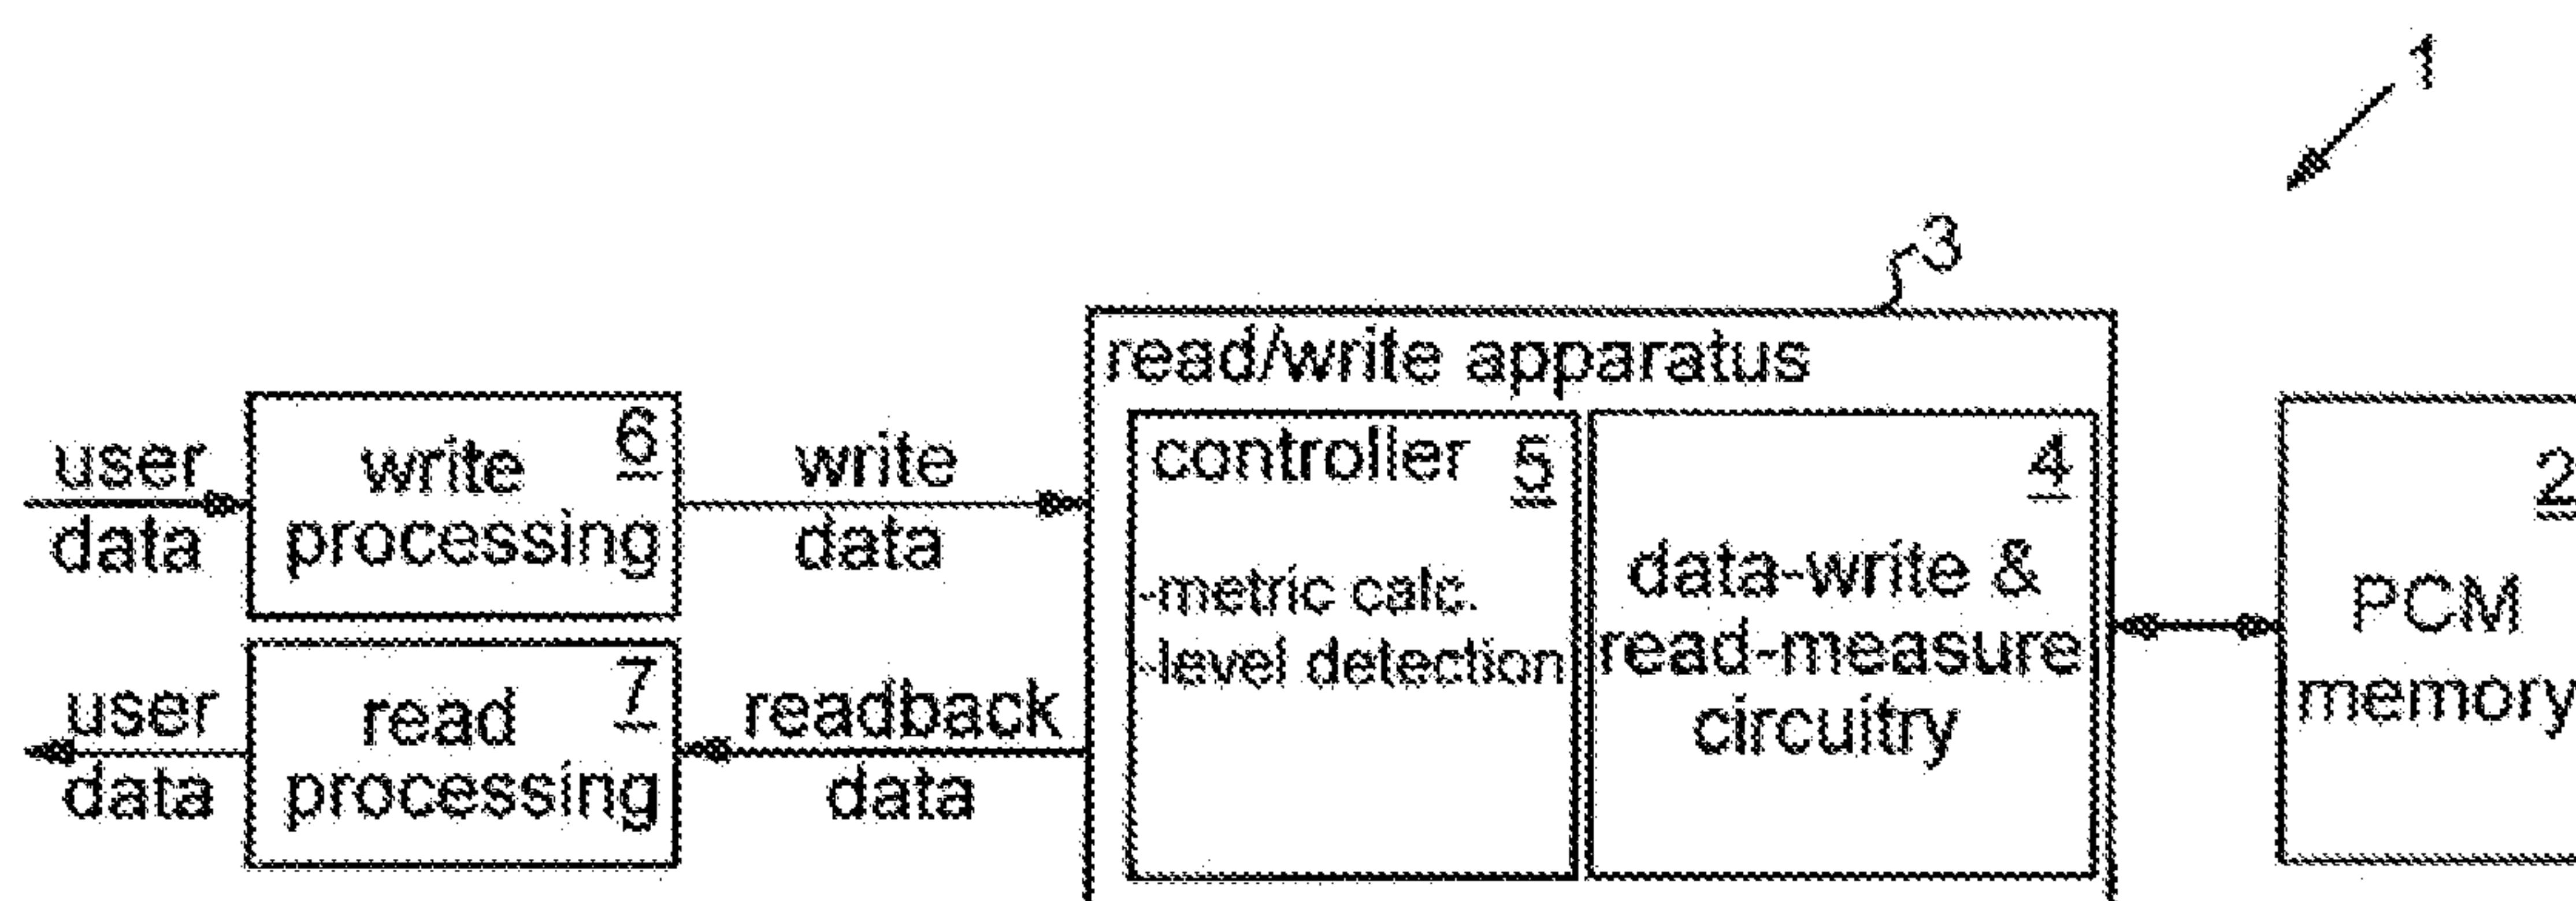 1
3
read/write apparatus
user
data
write
processing
6
write
data
controller
5
-metric calc.
-level detection
4
data-write &
read-measure
circuitry
2
PCM
memory
user
data
read
processing
7
readback
data